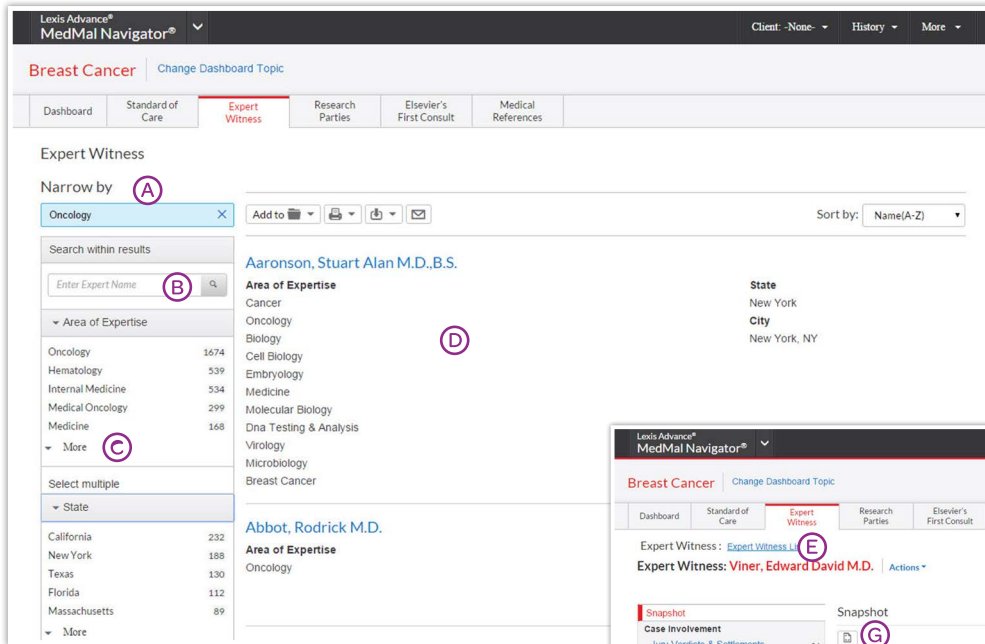 Lexis Advance®
MedMal Navigator®
Client: -None-
History
More
Breast Cancer
Change Dashboard Topic
Dashboard
Standard of
Care
Expert
Witness
Research
Parties
Elsevier's
First Consult
Medical
References
Expert Witness
Narrow by
A
Oncology
Add to
Sort by:
Name(A-Z)
Search within results
Enter Expert Name
B
Area of Expertise
Oncology 1674
Hematology 539
Internal Medicine 534
Medical Oncology 299
Medicine 168
More
C
Select multiple
State
California 232
New York 188
Texas 130
Florida 112
Massachusetts 89
More
Aaronson, Stuart Alan M.D.,B.S.
Area of Expertise
Cancer
Oncology
Biology
Cell Biology
Embryology
Medicine
Molecular Biology
Dna Testing & Analysis
Virology
Microbiology
Breast Cancer
D
State
New York
City
New York, NY
Abbot, Rodrick M.D.
Area of Expertise
Oncology
Lexis Advance®
MedMal Navigator®
Breast Cancer
Change Dashboard Topic
Dashboard
Standard of
Care
Expert
Witness
Research
Parties
Elsevier's
First Consult
Expert Witness : Expert Witness
E
Expert Witness: Viner, Edward David M.D.
Actions
Snapshot
Case Involvement
Jury Verdicts & Settlements
Snapshot
G